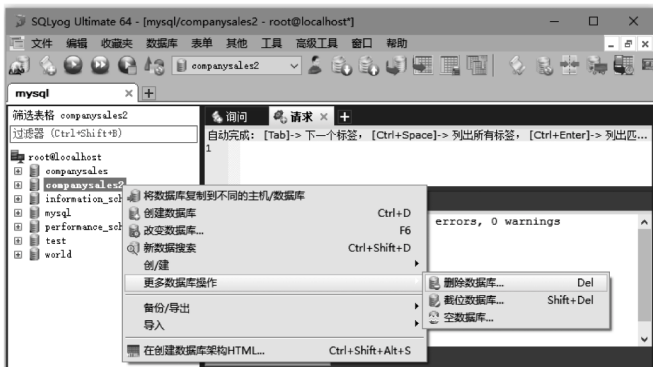 SQLyog Ultimate 64 - [mysql/companysales2 - root@localhost*]
文件 编辑 收藏夹 数据库 表单 其他 工具 高级工具 窗口 帮助
companysales2
mysql
筛选表格 companysales2
过滤器 (Ctrl+Shift+B)
root@localhost
companysales
companysales2
information_sch
mysql
performance_sch
test
world
询问 请求
自动完成： [Tab]-> 下一个标签， [Ctrl+Space]-> 列出所有标签， [Ctrl+Enter]-> 列出匹...
1
errors, 0 warnings
将数据库复制到不同的主机/数据库
创建数据库 Ctrl+D
改变数据库... F6
新数据搜索 Ctrl+Shift+D
创/建
更多数据库操作
备份/导出
导入
在创建数据库架构HTML... Ctrl+Shift+Alt+S
删除数据库... Del
截位数据库... Shift+Del
空数据库...